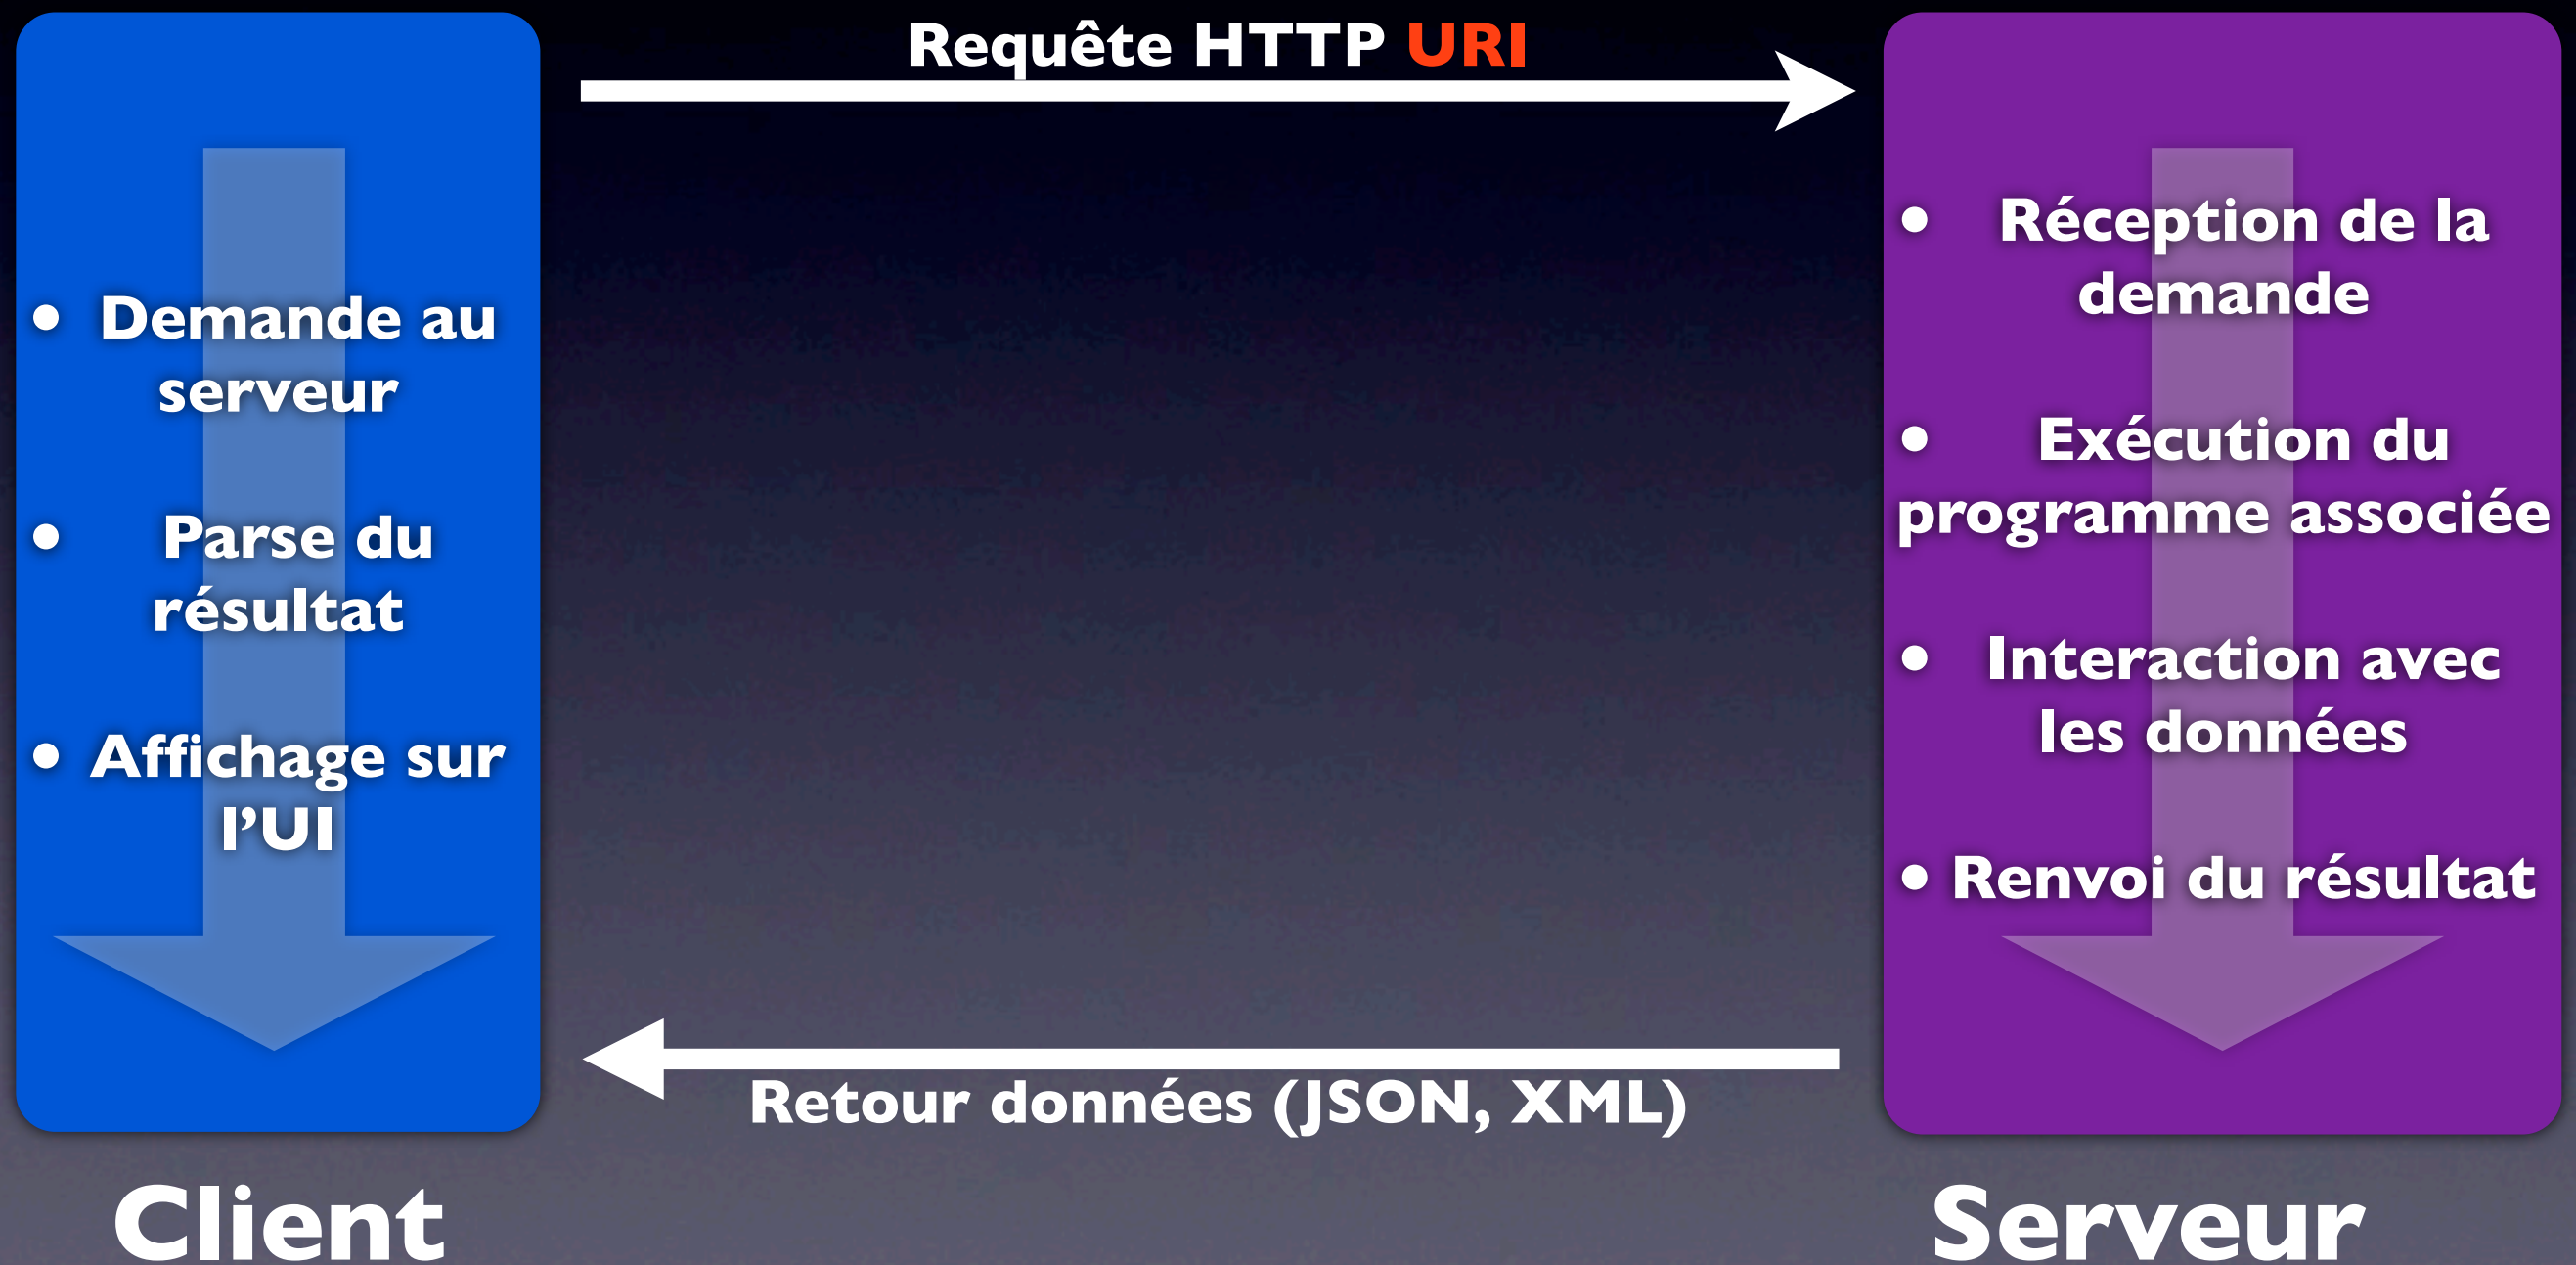 Requête HTTP URI
• Demande au
serveur
• Parse du
résultat
• Affichage sur
l’UI
• Réception de la
demande
• Exécution du
programme associée
• Interaction avec
les données
• Renvoi du résultat
Retour données (JSON, XML)
Client
Serveur